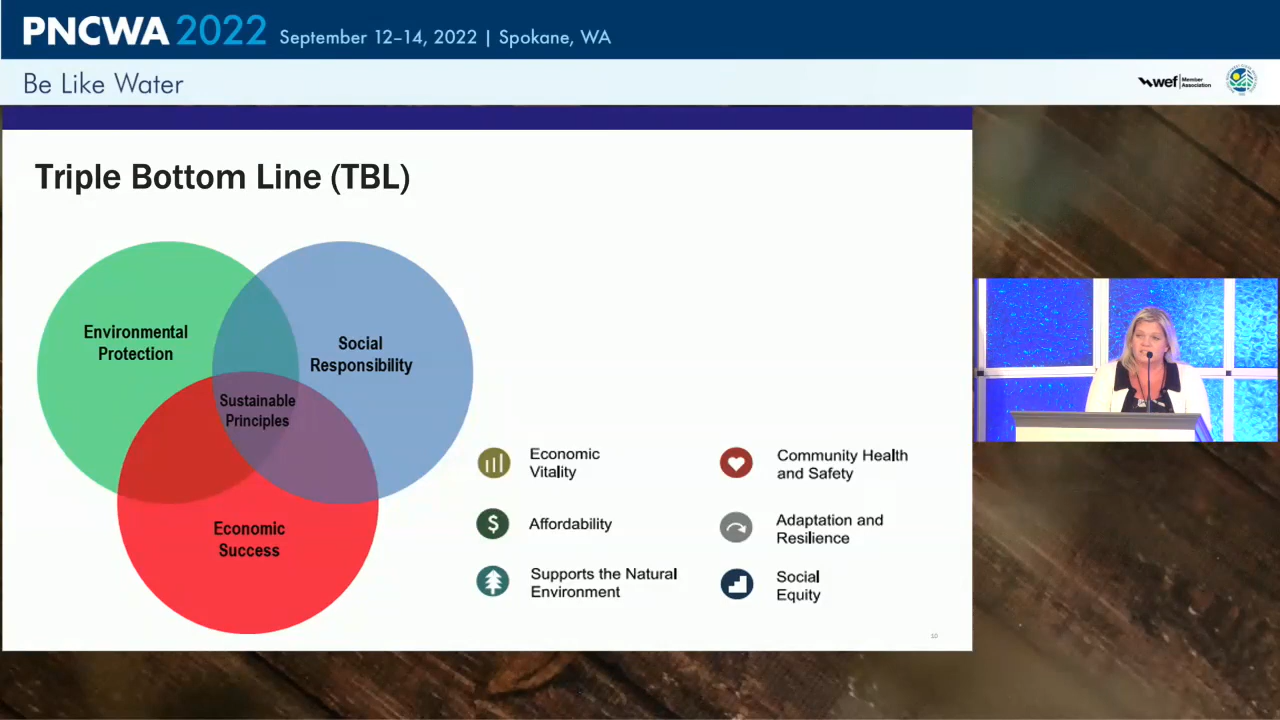 PNCWA 2022 September 12–14, 2022 | Spokane, WA
Be Like Water
wef Member
Association
Triple Bottom Line (TBL)
Environmental
Protection
Social
Responsibility
Sustainable
Principles
Economic
Success
Economic
Vitality
Community Health
and Safety
$
Affordability
Adaptation and
Resilience
Supports the Natural
Environment
Social
Equity
10